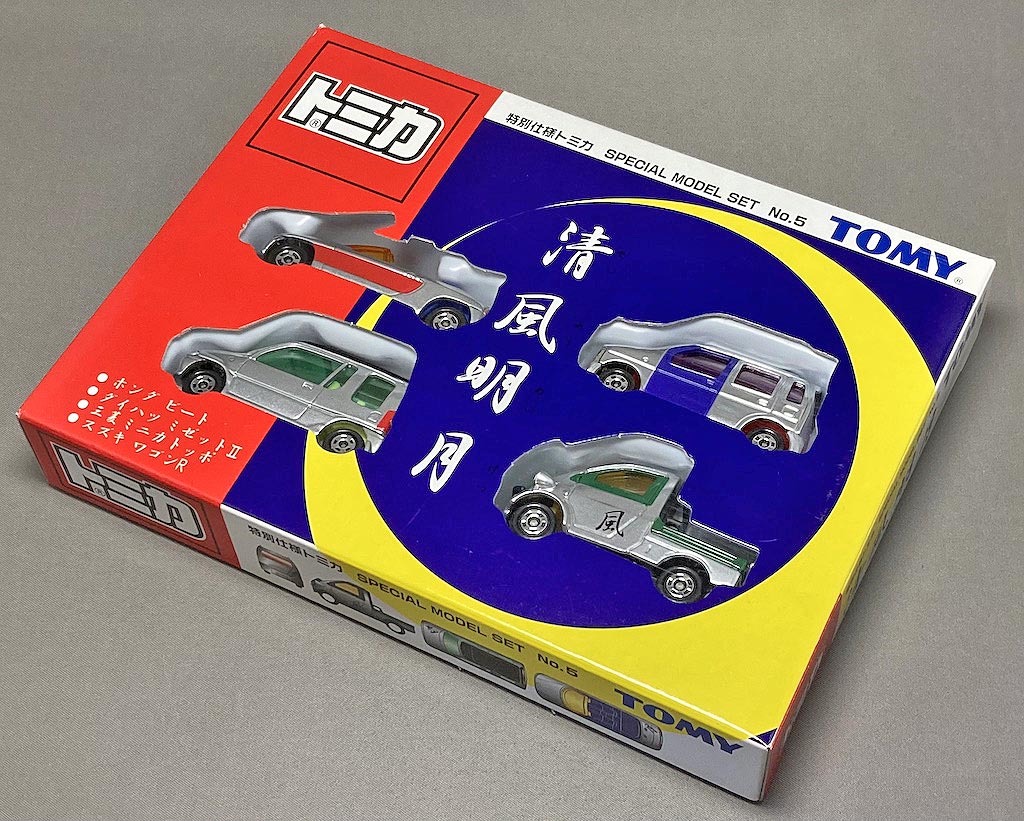 トミカ
特別仕様トミカ SPECIAL MODEL SET No.5
TOMY
清風明月
風
● ホンダ ビート
● ダイハツ ミゼットⅡ
● 三菱ミニカトッポ
● スズキ ワゴンR
トミカ
特別仕様トミカ SPECIAL MODEL SET No.5
TOMY